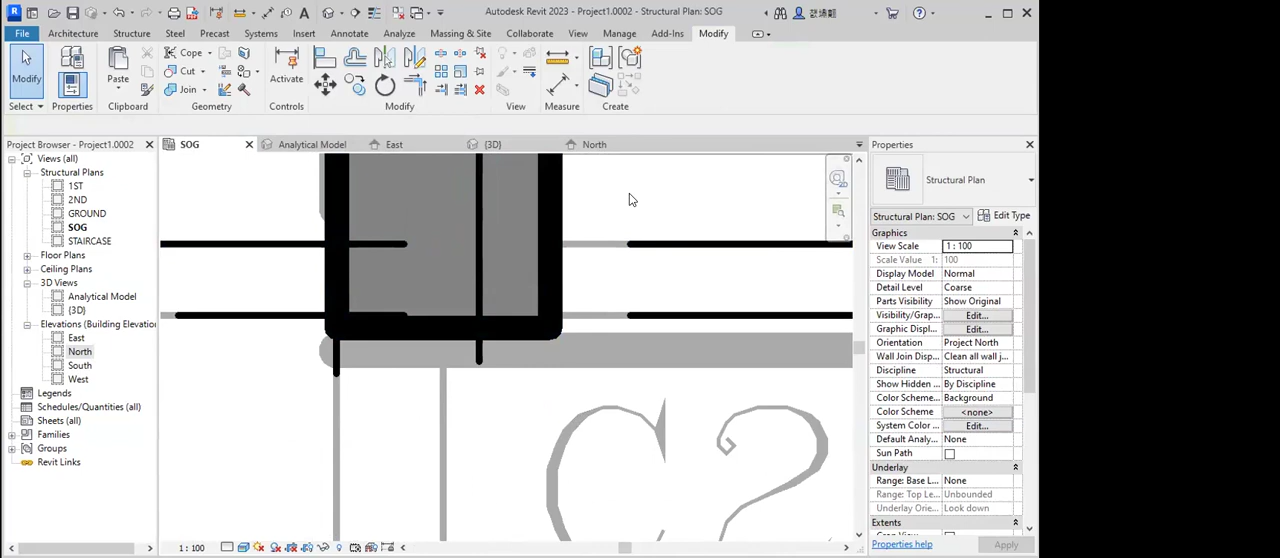 Autodesk Revit 2023 - Project1.0002 - Structural Plan: SOG
File Architecture Structure Steel Precast Systems Insert Annotate Analyze Massing & Site Collaborate View Manage Add-Ins Modify
Modify Properties Paste Cope Cut Join Activate
Select Properties Clipboard Geometry Controls Modify View Measure Create
Project Browser - Project1.0002
SOG Analytical Model East {3D} North
Properties
Views (all)
Structural Plans
1ST
2ND
GROUND
SOG
STAIRCASE
Floor Plans
Ceiling Plans
3D Views
Analytical Model
{3D}
Elevations (Building Elevation
East
North
South
West
Legends
Schedules/Quantities (all)
Sheets (all)
Families
Groups
Revit Links
C2
1 : 100
Structural Plan
Structural Plan: SOG Edit Type
Graphics
View Scale 1 : 100
Scale Value 1: 100
Display Model Normal
Detail Level Coarse
Parts Visibility Show Original
Visibility/Grap... Edit...
Graphic Displ... Edit...
Orientation Project North
Wall Join Disp... Clean all wall j...
Discipline Structural
Show Hidden ... By Discipline
Color Scheme ... Background
Color Scheme <none>
System Color ... Edit...
Default Analy... None
Sun Path
Underlay
Range: Base L... None
Range: Top Le... Unbounded
Underlay Orie... Look down
Extents
Properties help Apply